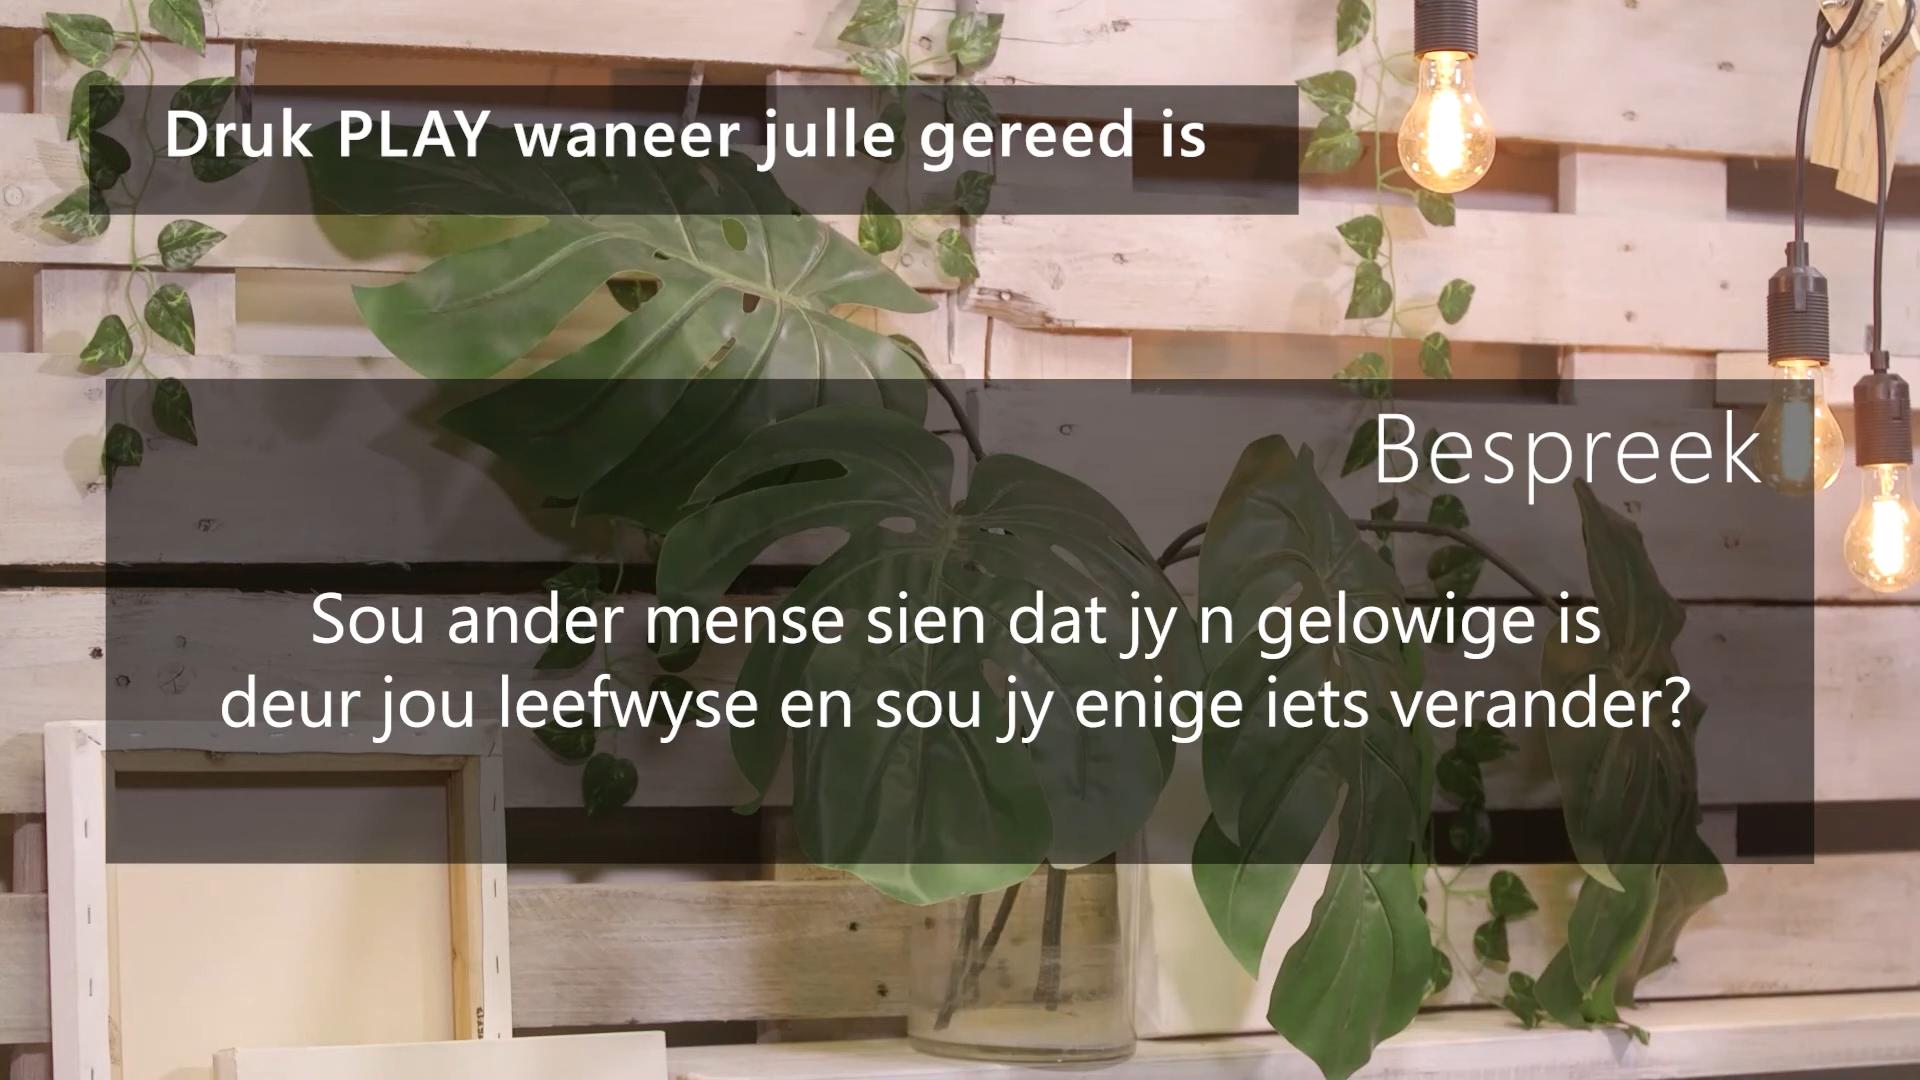 Druk PLAY waneer julle gereed is
Bespreek
Sou ander mense sien dat jy n gelowige is
deur jou leefwyse en sou jy enige iets verander?